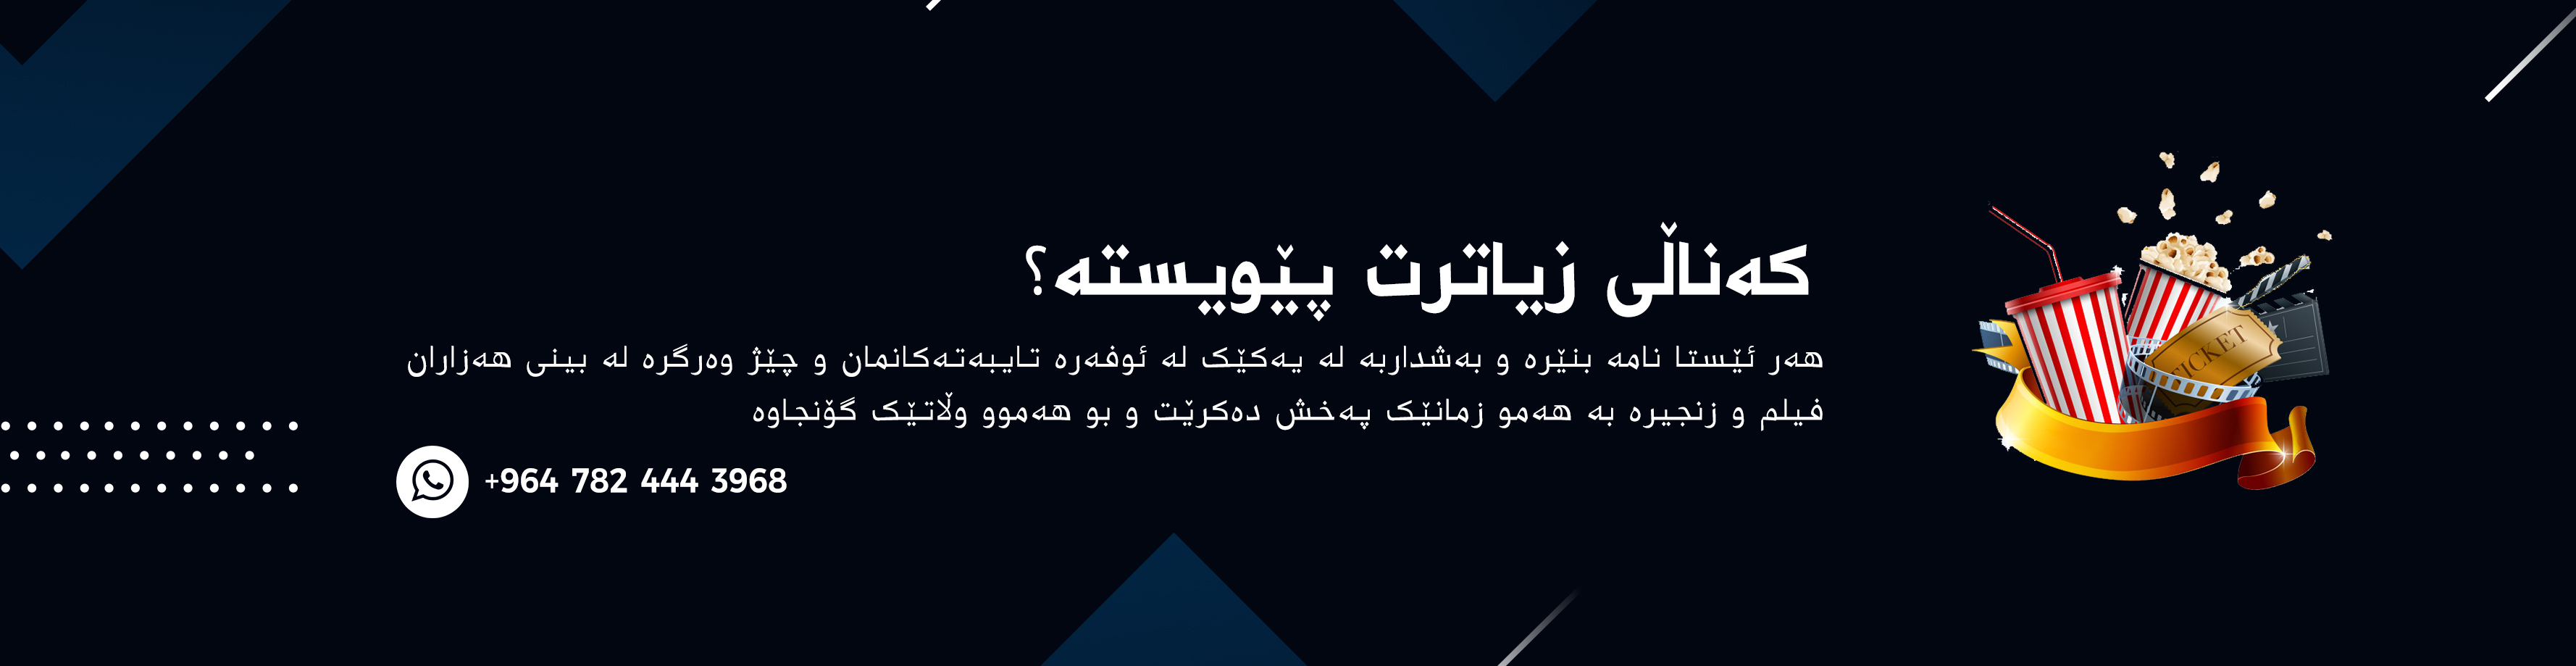 کەناڵی زیاترت پێویستە؟
هەر ئێستا نامە بنێرە و بەشداربە لە یەکێک لە ئوفەرە تایبەتەکانمان و چێژ وەرگرە لە بینی هەزاران
فیلم و زنجیرە بە هەمو زمانێک پەخش دەکرێت و بو هەموو وڵاتێک گۆنجاوە
+964 782 444 3968
TICKET